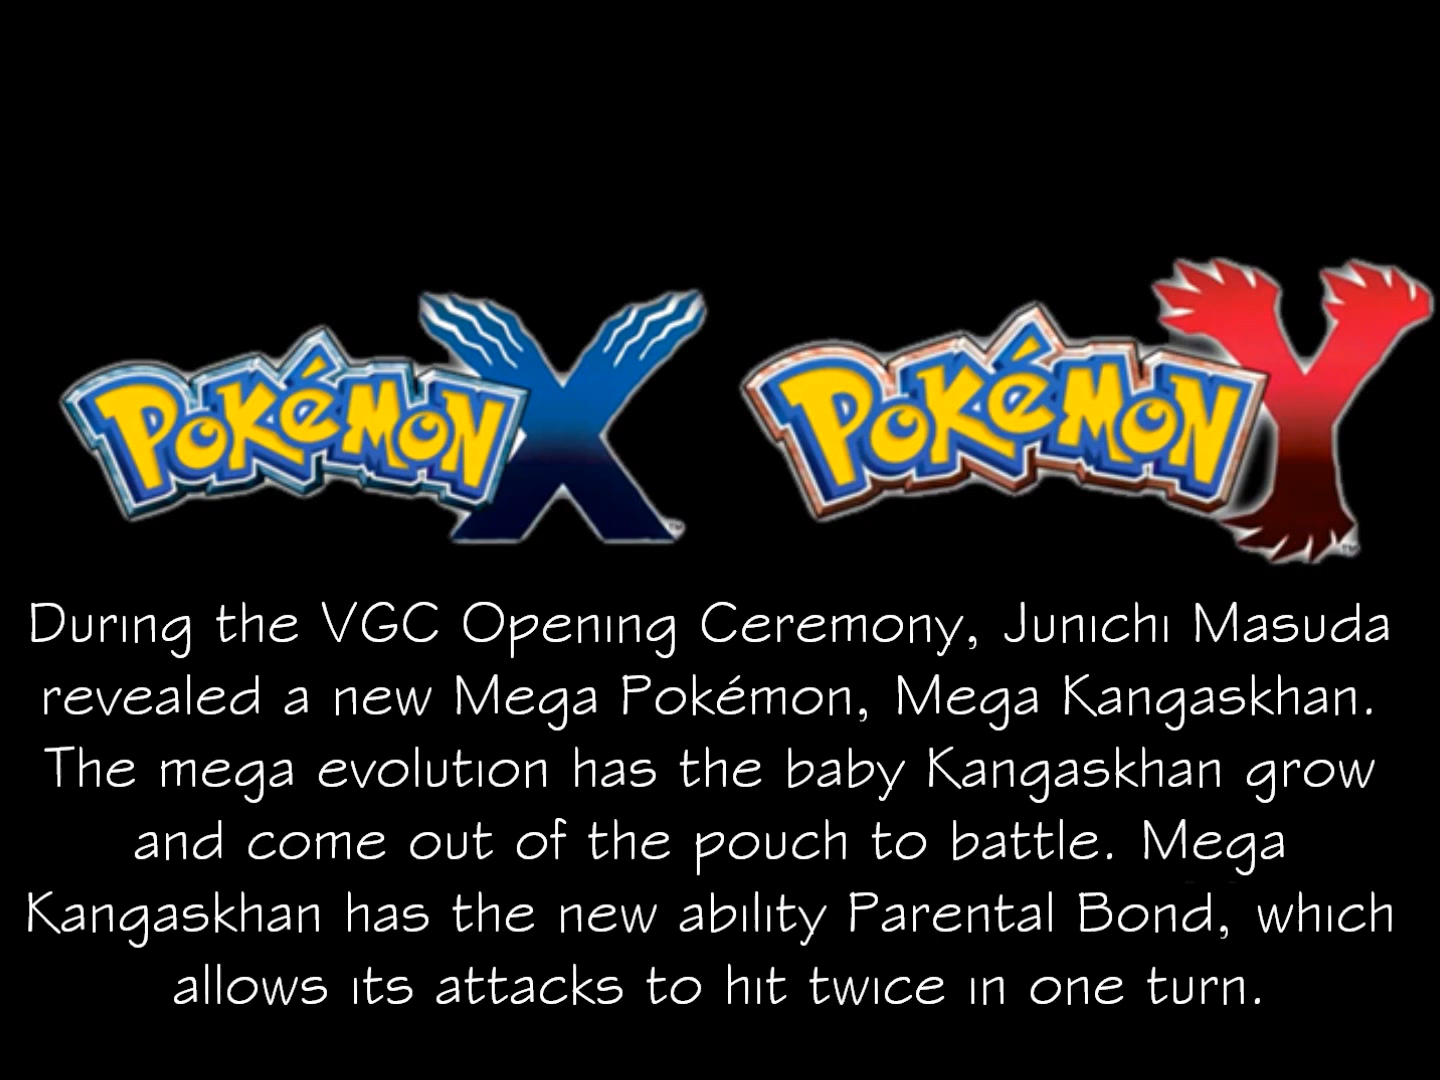 POKéMON X POKéMON Y
™ ™
During the VGC Opening Ceremony, Junichi Masuda
revealed a new Mega Pokémon, Mega Kangaskhan.
The mega evolution has the baby Kangaskhan grow
and come out of the pouch to battle. Mega
Kangaskhan has the new ability Parental Bond, which
allows its attacks to hit twice in one turn.